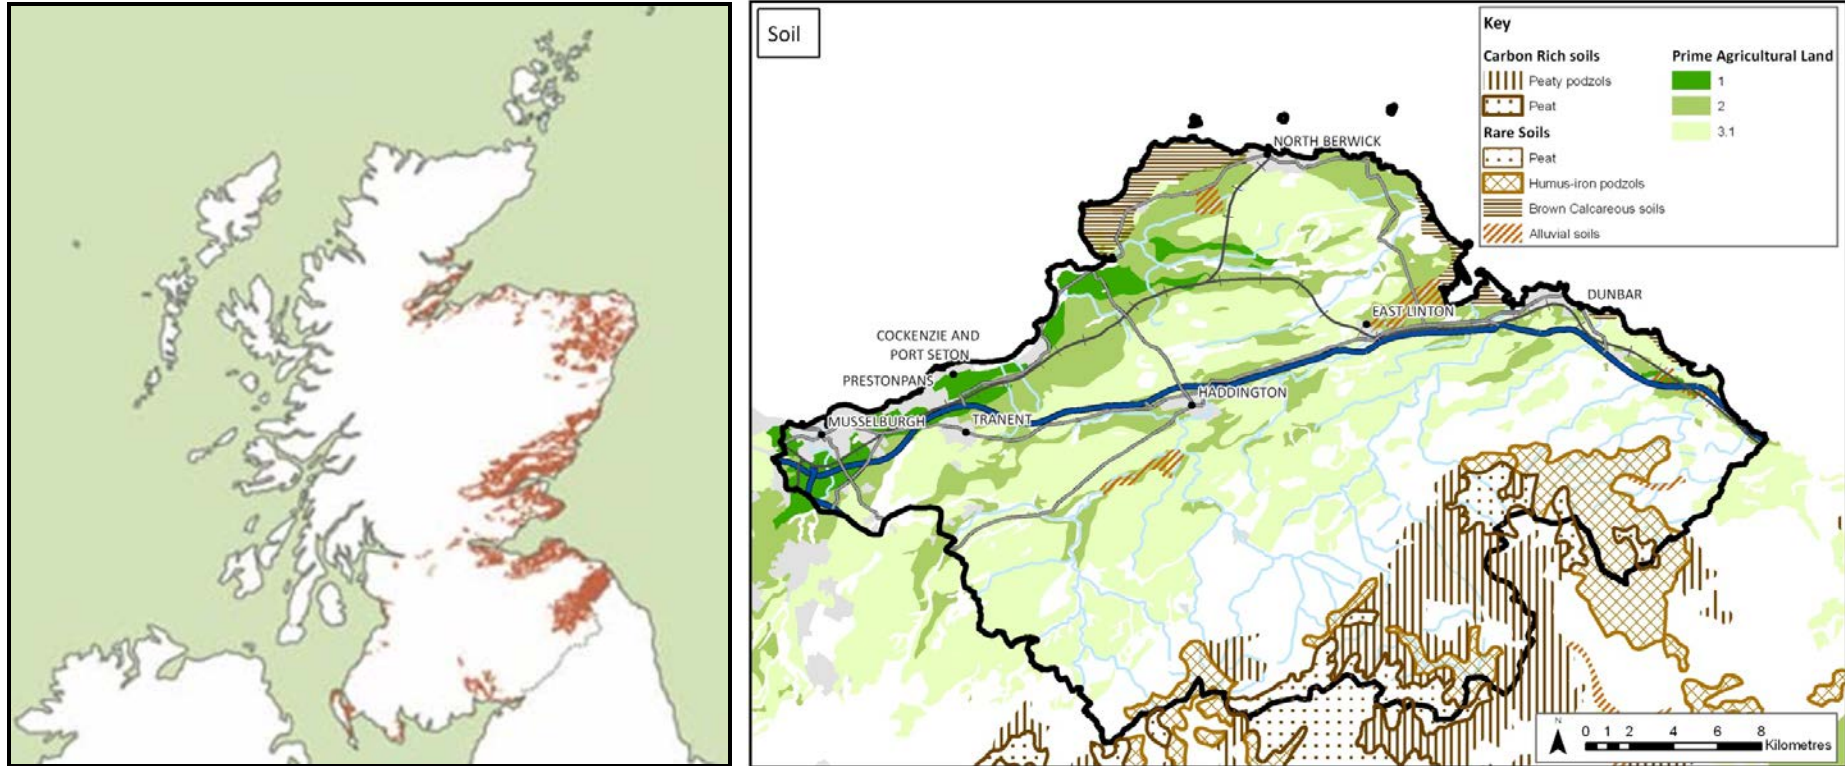 Soil
Key
Carbon Rich soils
Peaty podzols
Peat
Rare Soils
Peat
Humus-iron podzols
Brown Calcareous soils
Alluvial soils
Prime Agricultural Land
1
2
3.1
NORTH BERWICK
DUNBAR
EAST LINTON
COCKENZIE AND
PORT SETON
PRESTONPANS
HADDINGTON
MUSSELBURGH
TRANENT
N
0 1 2 4 6 8
Kilometres